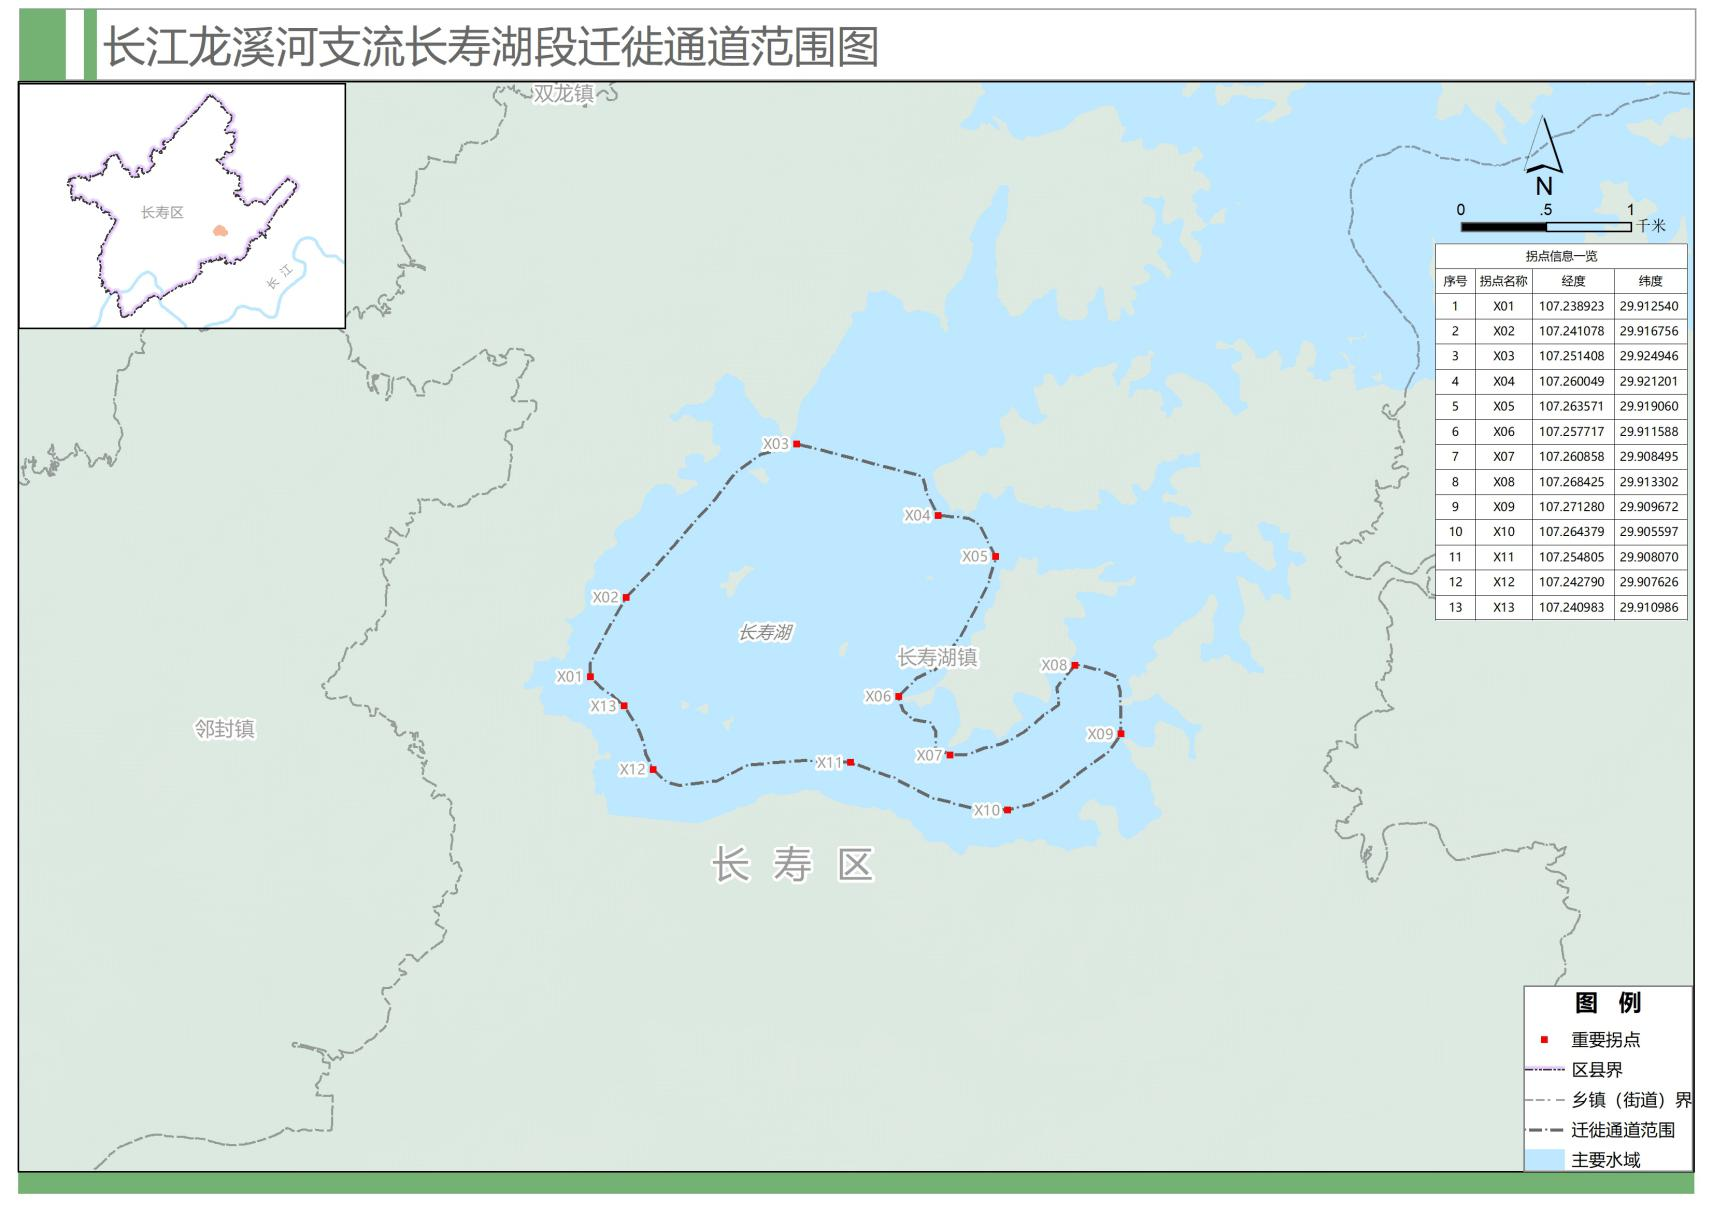 长江龙溪河支流长寿湖段迁徙通道范围图
双龙镇
长寿区
长江
N
0 .5 1
千米
拐点信息一览
序号 拐点名称 经度 纬度
1 X01 107.238923 29.912540
2 X02 107.241078 29.916756
3 X03 107.251408 29.924946
4 X04 107.260049 29.921201
5 X05 107.263571 29.919060
6 X06 107.257717 29.911588
7 X07 107.260858 29.908495
8 X08 107.268425 29.913302
9 X09 107.271280 29.909672
10 X10 107.264379 29.905597
11 X11 107.254805 29.908070
12 X12 107.242790 29.907626
13 X13 107.240983 29.910986
X03
X04
X05
X02
长寿湖
长寿湖镇
X08
X01
X06
X13
邻封镇
X09
X07
X11
X12
X10
长寿区
图例
重要拐点
区县界
乡镇（街道）界
迁徙通道范围
主要水域